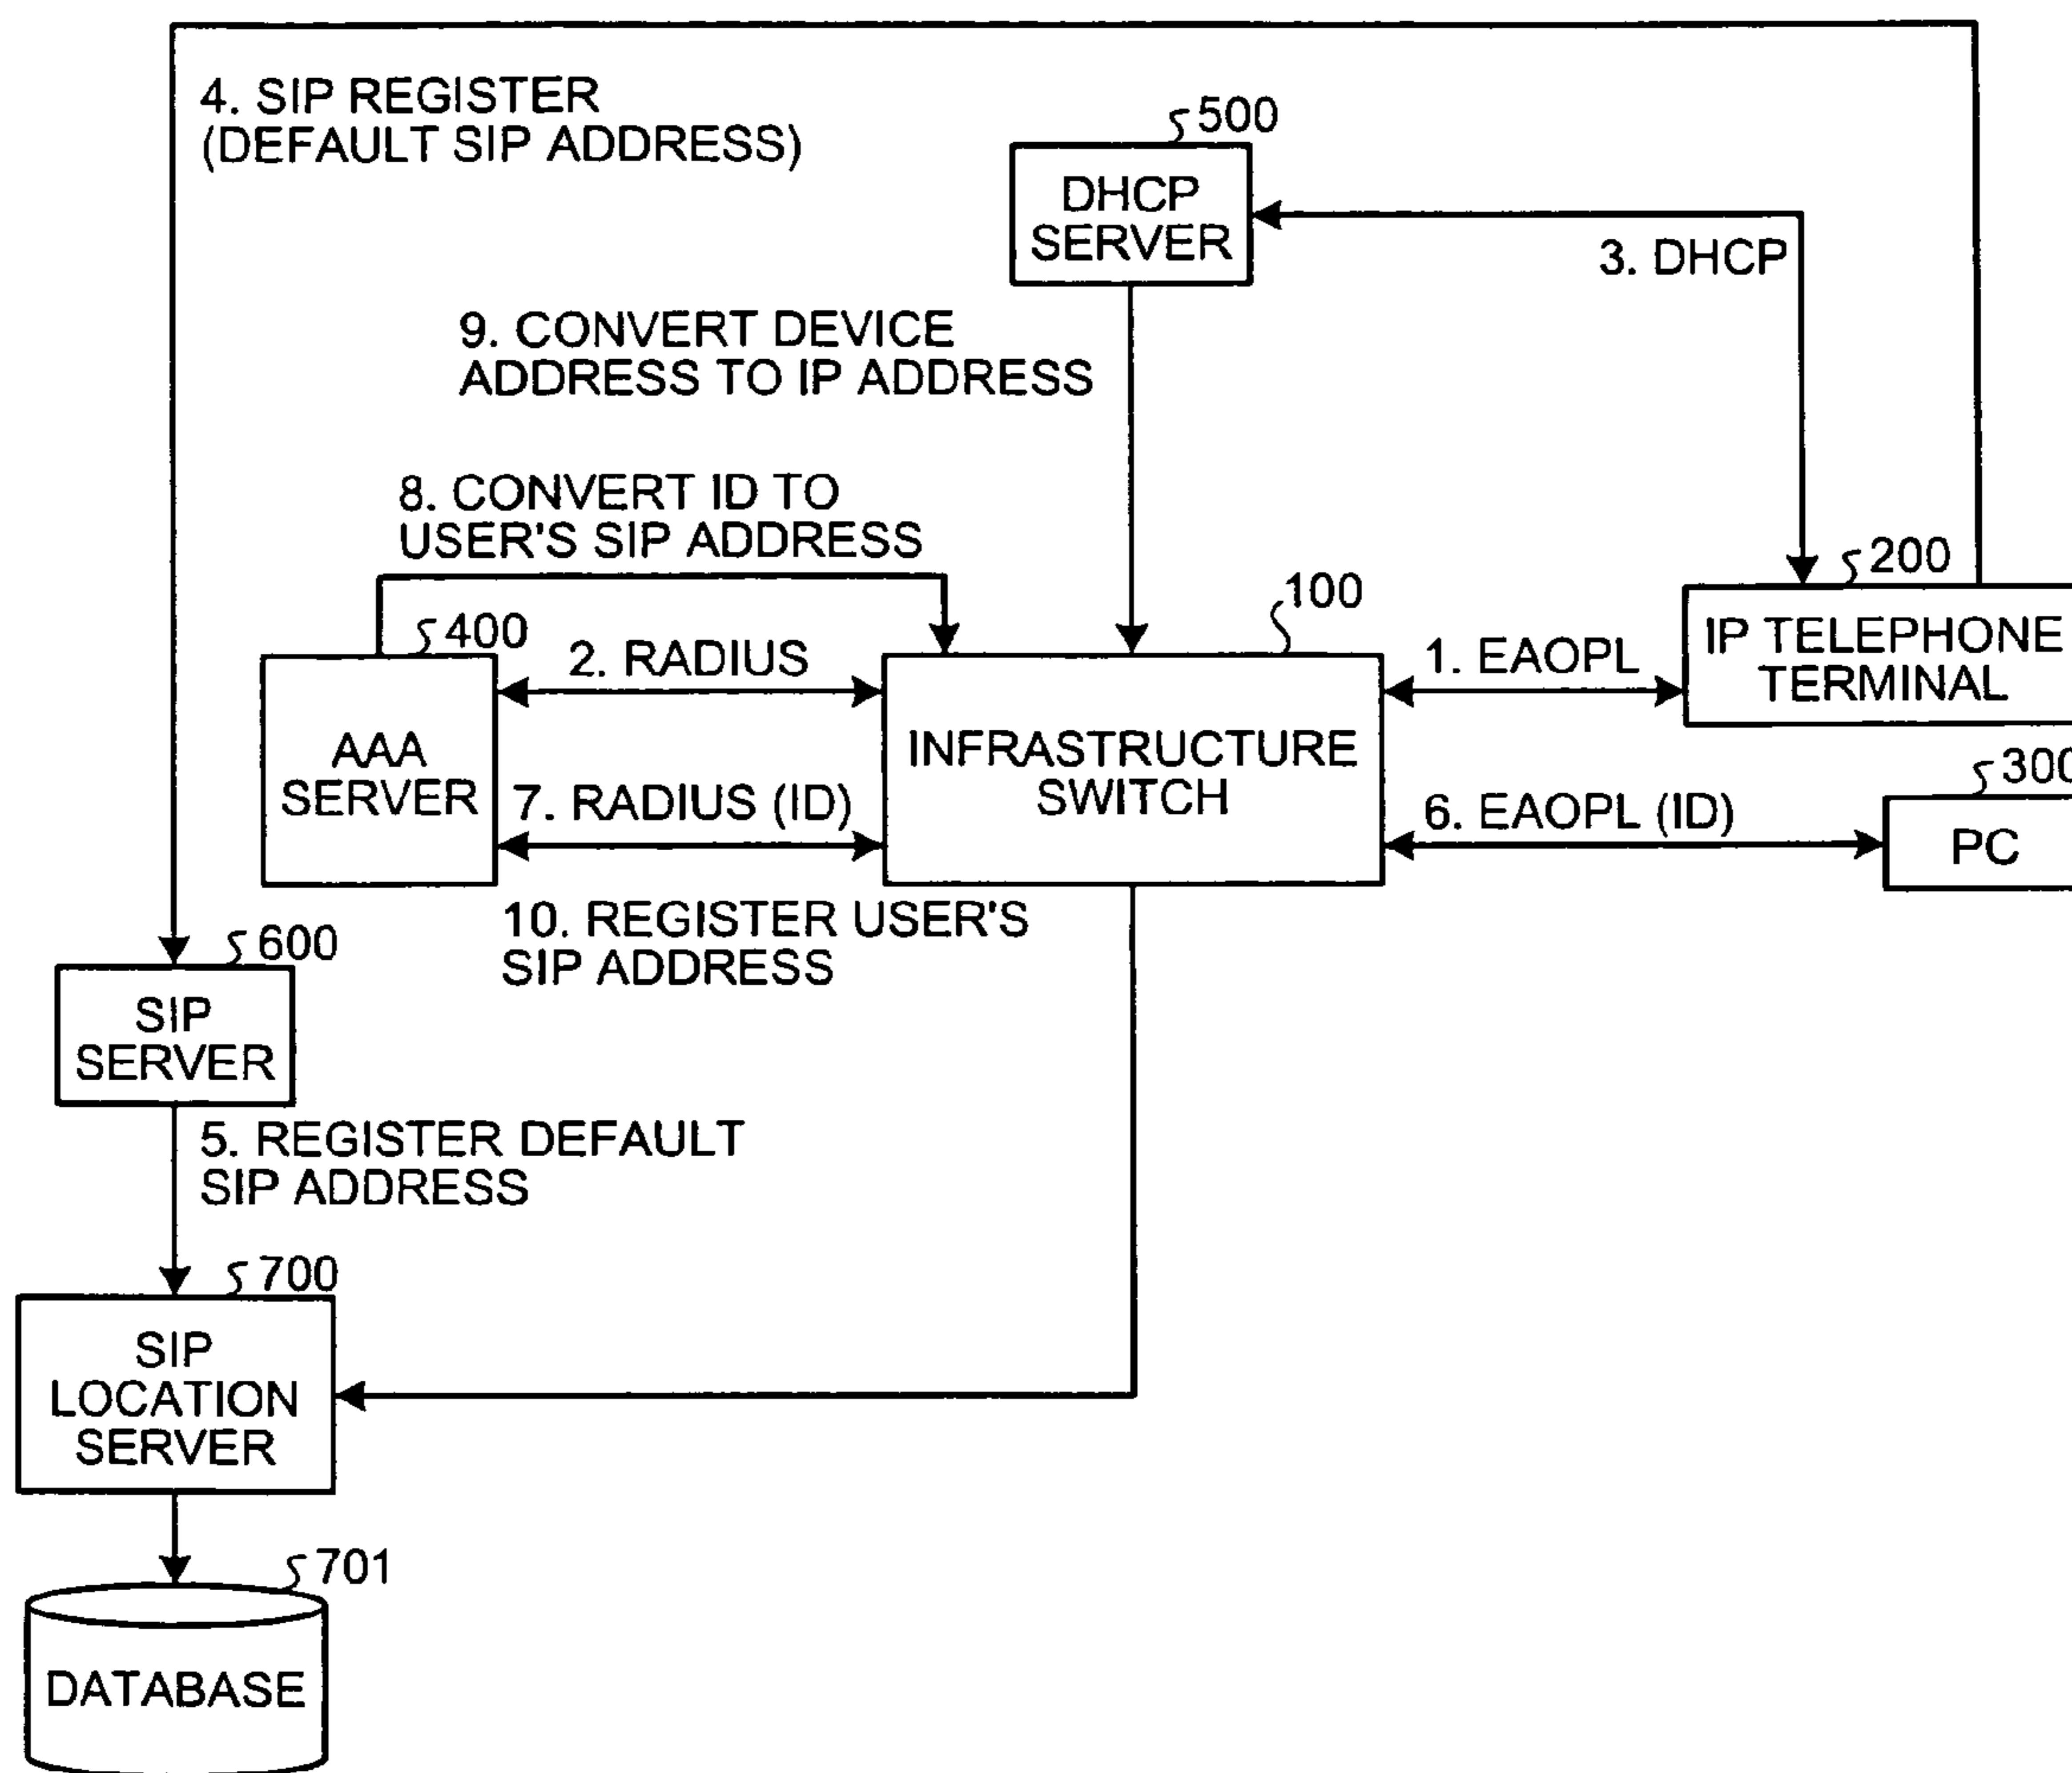 4. SIP REGISTER
(DEFAULT SIP ADDRESS)
500
DHCP
SERVER
3. DHCP
9. CONVERT DEVICE
ADDRESS TO IP ADDRESS
8. CONVERT ID TO
USER'S SIP ADDRESS
200
IP TELEPHONE
TERMINAL
100
400
2. RADIUS
1. EAOPL
AAA
SERVER
INFRASTRUCTURE
SWITCH
300
7. RADIUS (ID)
6. EAOPL (ID)
PC
10. REGISTER USER'S
SIP ADDRESS
600
SIP
SERVER
5. REGISTER DEFAULT
SIP ADDRESS
700
SIP
LOCATION
SERVER
701
DATABASE